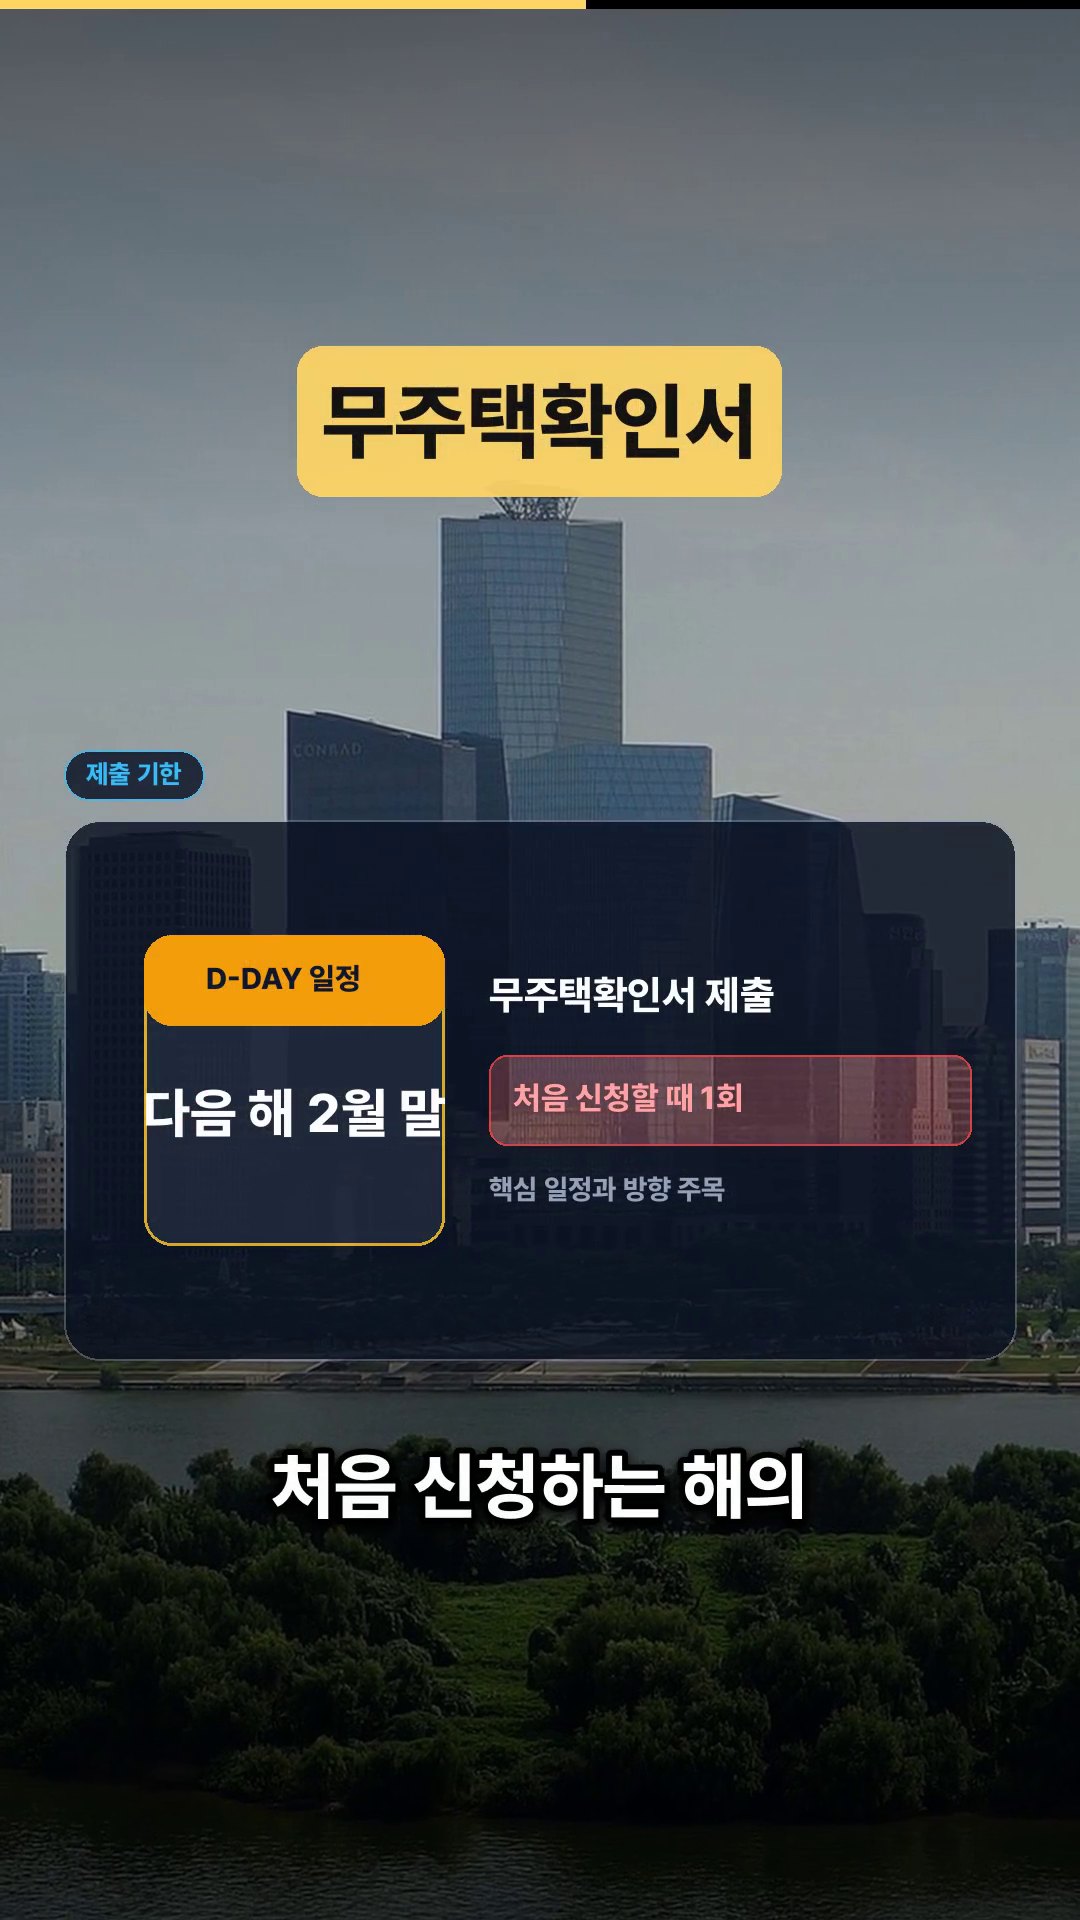 무주택확인서
CONRAD
제출 기한
D-DAY 일정
다음 해 2월 말
무주택확인서 제출
처음 신청할 때 1회
핵심 일정과 방향 주목
처음 신청하는 해의